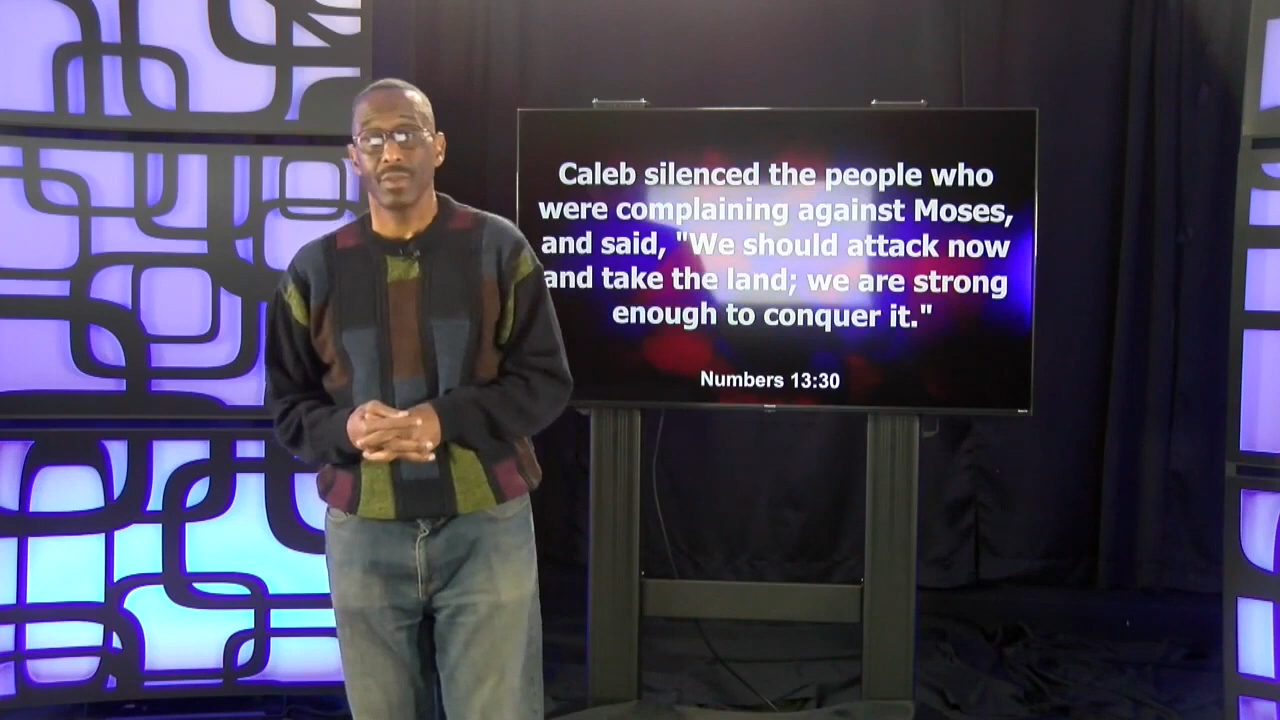 Caleb silenced the people who
were complaining against Moses,
and said, "We should attack now
and take the land; we are strong
enough to conquer it."
Numbers 13:30